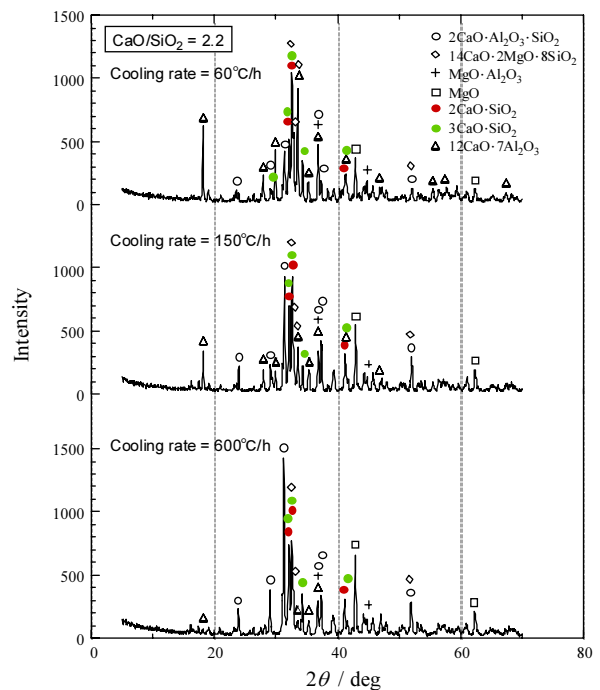 CaO/SiO₂ = 2.2
Cooling rate = 60°C/h
2CaO·Al₂O₃·SiO₂
14CaO·2MgO·8SiO₂
MgO·Al₂O₃
MgO
2CaO·SiO₂
3CaO·SiO₂
12CaO·7Al₂O₃
1500
1000
500
0
Cooling rate = 150°C/h
1500
1000
500
0
Intensity
Cooling rate = 600°C/h
1500
1000
500
0
0
20
40
60
80
2θ / deg